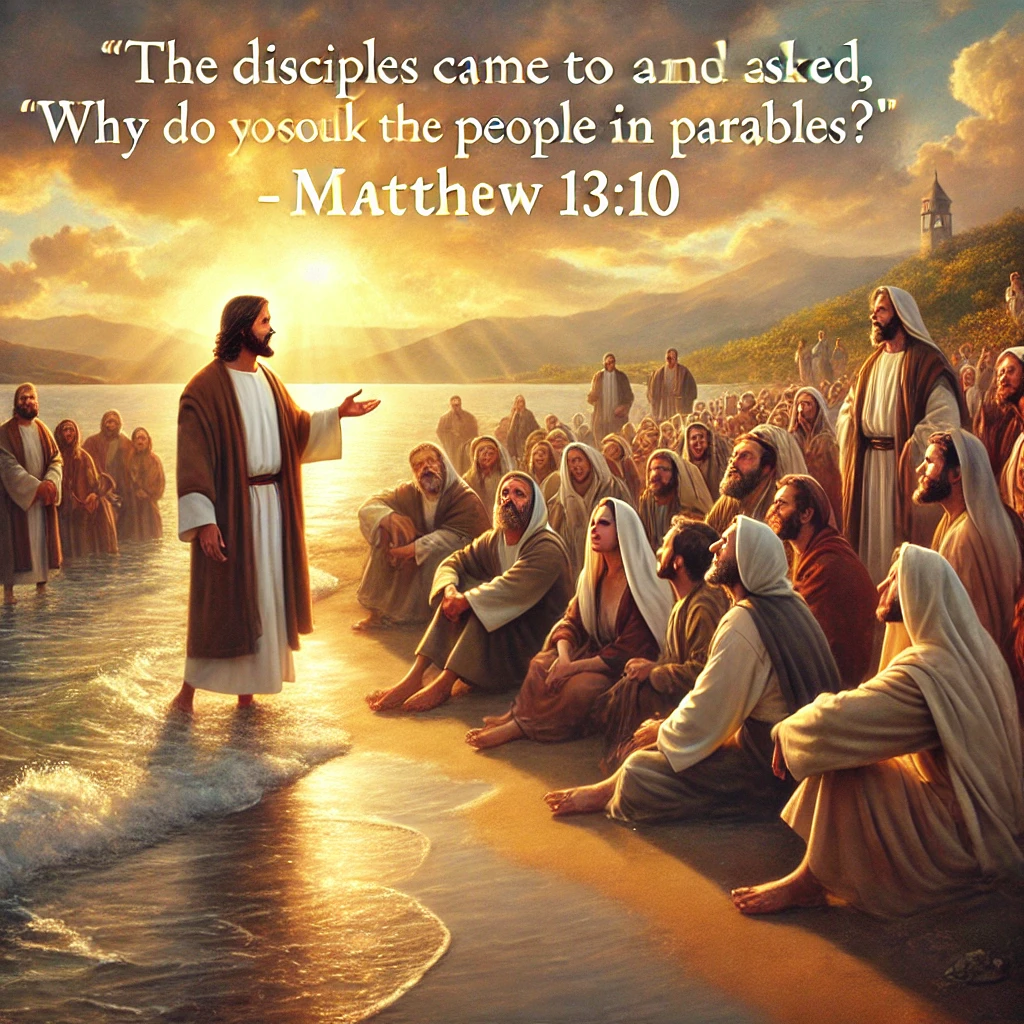 “The disciples came to and asked,
“Why do yosouk the people in parables?"
– Matthew 13:10